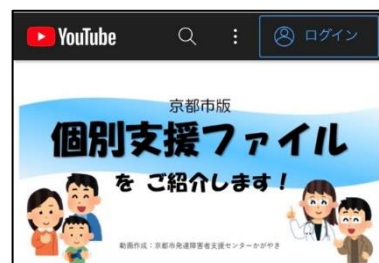 YouTube
ログイン
京都市版
個別支援ファイル
を ご紹介します！
動画作成：京都市発達障害者支援センターかがやき